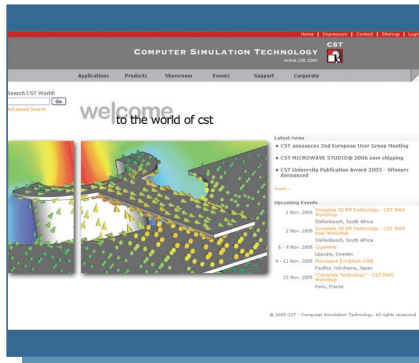 Home | Impressum | Contact | Sitemap | Login
COMPUTER SIMULATION TECHNOLOGY
www.cst.com
CST
Applications Products Showroom Events Support Corporate
Search CST World:
Go
Advanced Search
welcome
to the world of cst
Latest News
CST announces 2nd European User Group Meeting
CST MICROWAVE STUDIO® 2006 now shipping
CST University Publication Award 2005 - Winners
Announced
more...
Upcoming Events
1 Nov. 2005 Complete 3D EM Technology - CST MWS
Workshop
Stellenbosch, South Africa
2 Nov. 2005 Complete 3D EM Technology - CST MWS
User Workshop
Stellenbosch, South Africa
8 - 9 Nov. 2005 Gigahertz
Uppsala, Sweden
9 - 11 Nov. 2005 Microwave Exhibition 2005
Pacifico Yokohama, Japan
15 Nov. 2005 "Complete Technology" - CST MWS
Workshop
Paris, France
© 2005 CST - Computer Simulation Technology. All rights reserved